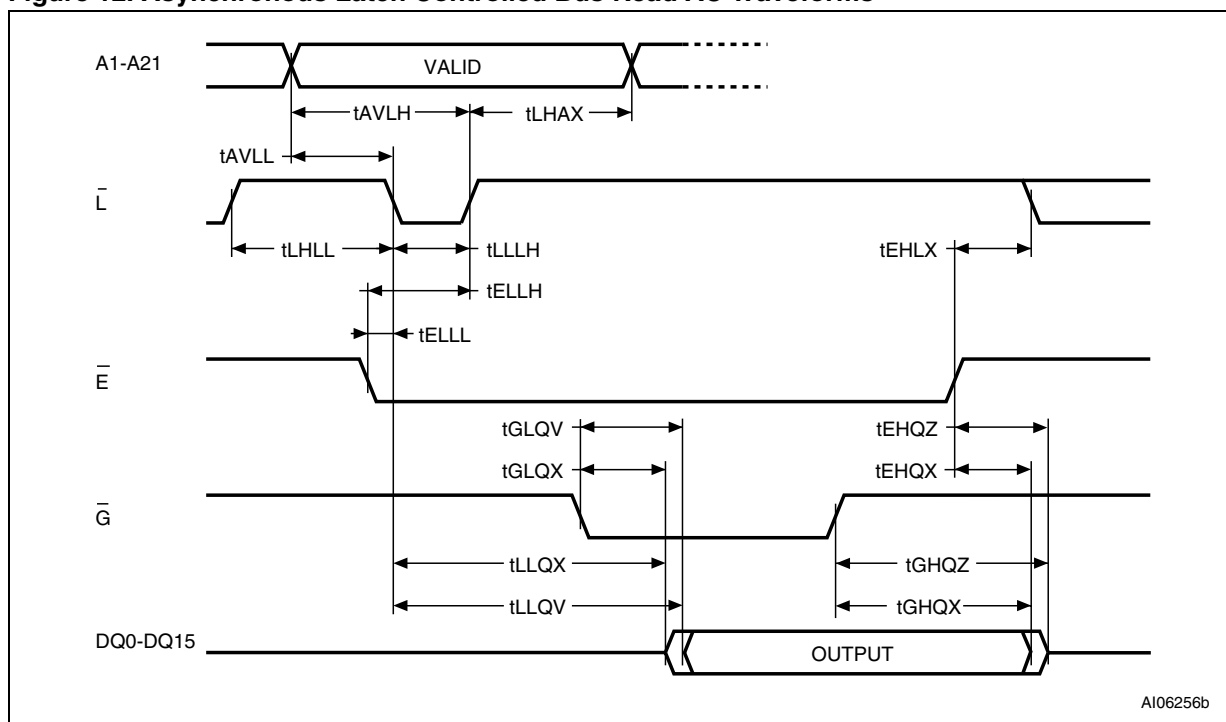 A1-A21
VALID
tAVLH
tLHAX
tAVLL
L̅
tLHLL
tLLLH
tEHLX
tELLH
tELLL
E̅
tGLQV
tEHQZ
tGLQX
tEHQX
G̅
tLLQX
tGHQZ
tLLQV
tGHQX
DQ0-DQ15
OUTPUT
AI06256b